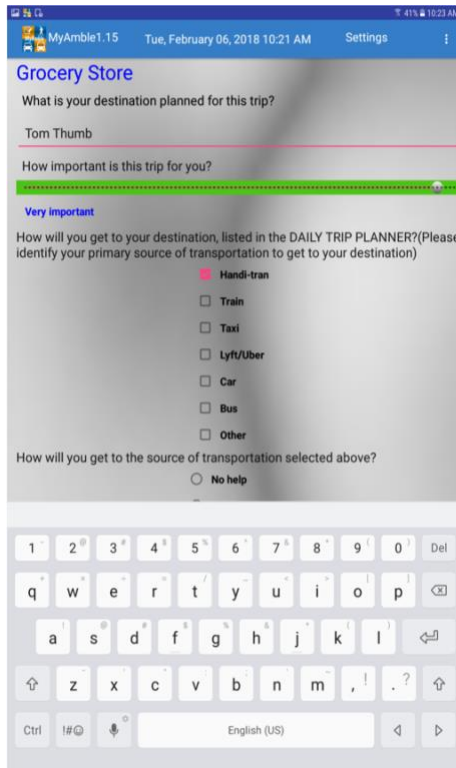 41% 10:23 AM
MyAmble1.15 Tue, February 06, 2018 10:21 AM Settings
Grocery Store
What is your destination planned for this trip?
Tom Thumb
How important is this trip for you?
Very important
How will you get to your destination, listed in the DAILY TRIP PLANNER?(Please
identify your primary source of transportation to get to your destination)
Handi-tran
Train
Taxi
Lyft/Uber
Car
Bus
Other
How will you get to the source of transportation selected above?
No help
1 2 @ 3 # 4 $ 5 % 6 ^ 7 & 8 * 9 ( 0 ) Del
q w e r t y u i o p
a s d f g h j k l
z x c v b n m , ! . ?
Ctrl !#☺ English (US)